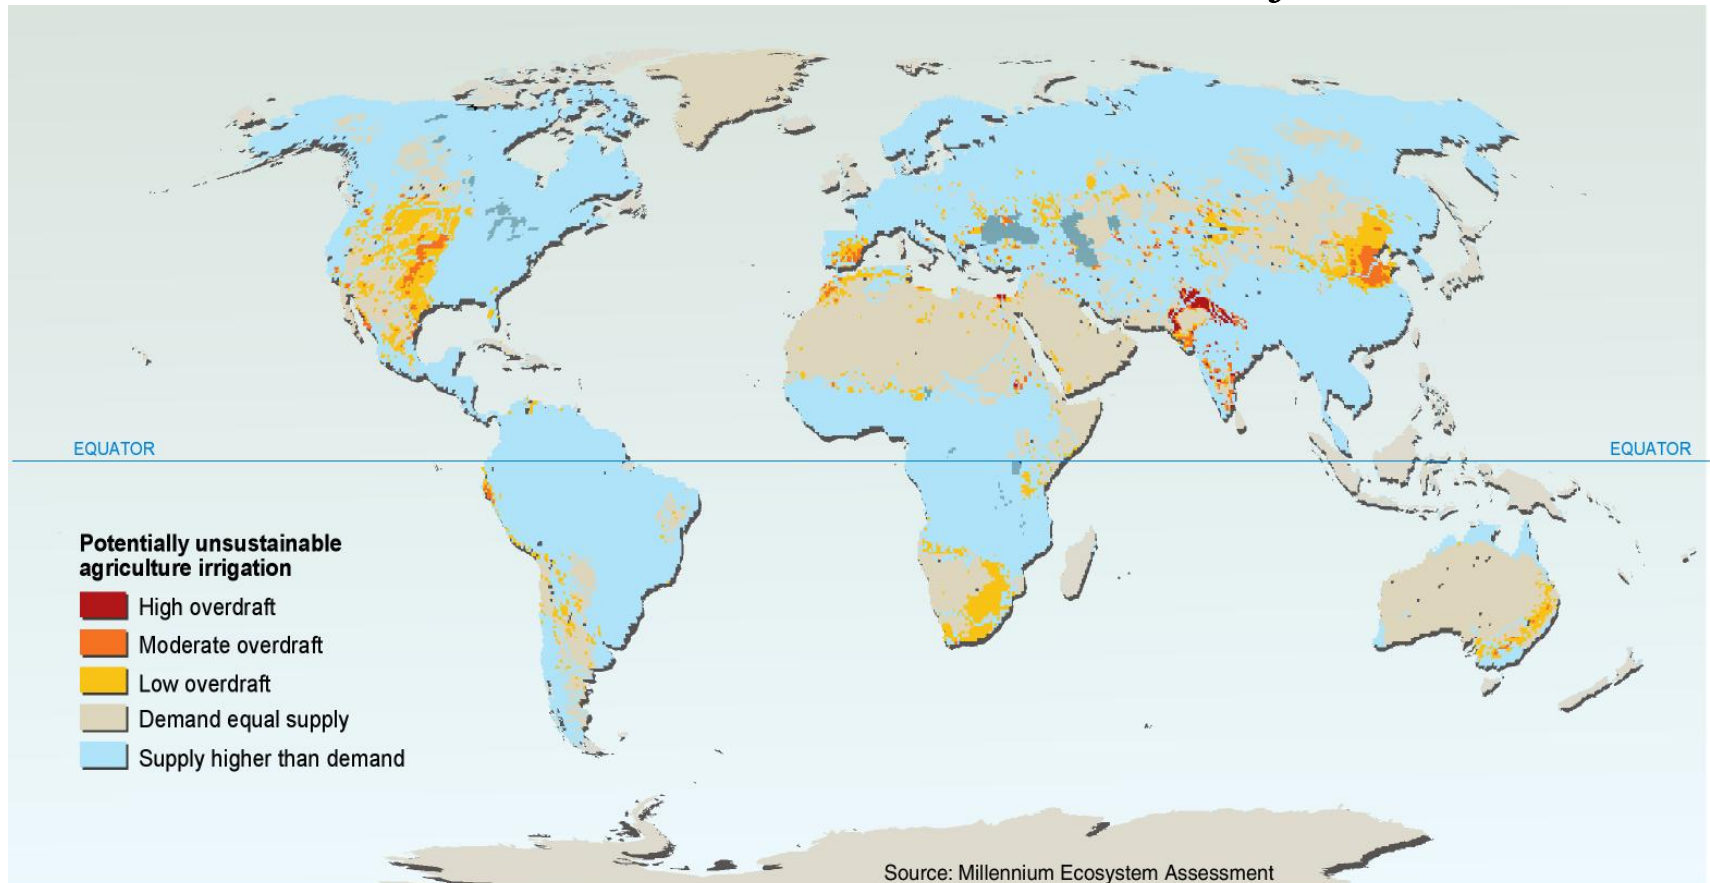 EQUATOR
EQUATOR
Potentially unsustainable
agriculture irrigation
High overdraft
Moderate overdraft
Low overdraft
Demand equal supply
Supply higher than demand
Source: Millennium Ecosystem Assessment